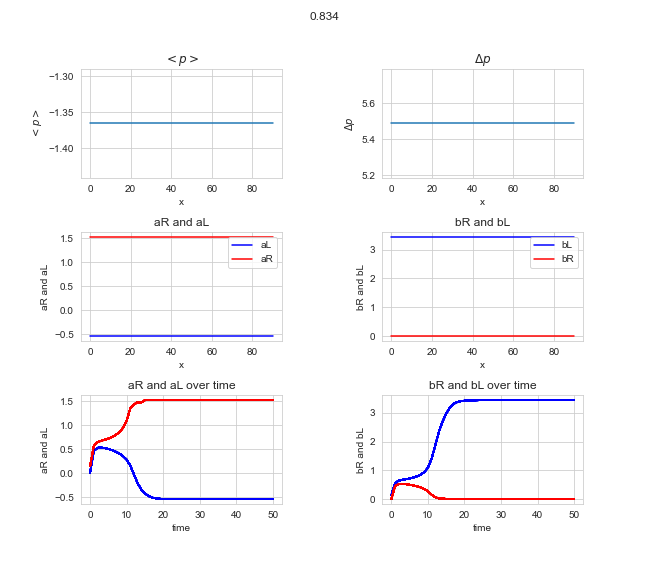 0.834
< p >
Δp
−1.30
−1.35
−1.40
< p >
0 20 40 60 80
x
5.6
5.4
5.2
Δp
0 20 40 60 80
x
aR and aL
bR and bL
1.5
1.0
0.5
0.0
−0.5
aR and aL
aL
aR
0 20 40 60 80
x
3
2
1
0
bR and bL
bL
bR
0 20 40 60 80
x
aR and aL over time
bR and bL over time
1.5
1.0
0.5
0.0
−0.5
aR and aL
0 10 20 30 40 50
time
3
2
1
0
bR and bL
0 10 20 30 40 50
time